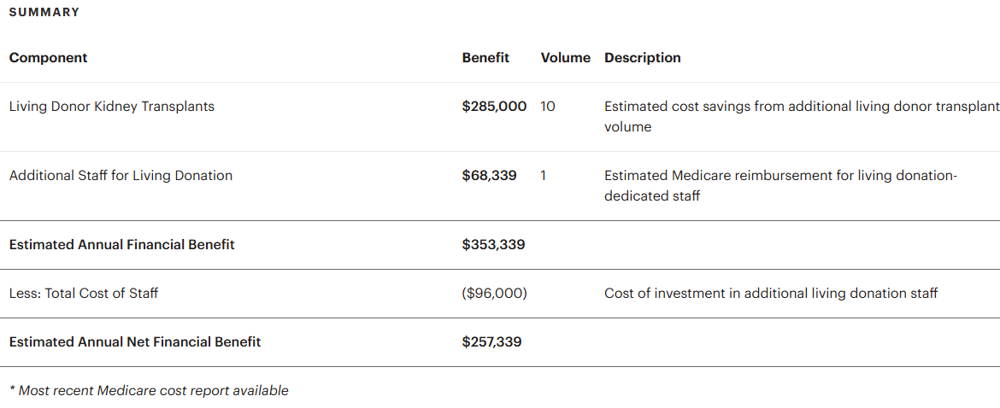 SUMMARY
Component Benefit Volume Description
Living Donor Kidney Transplants $285,000 10 Estimated cost savings from additional living donor transplant
volume
Additional Staff for Living Donation $68,339 1 Estimated Medicare reimbursement for living donation-
dedicated staff
Estimated Annual Financial Benefit $353,339
Less: Total Cost of Staff ($96,000) Cost of investment in additional living donation staff
Estimated Annual Net Financial Benefit $257,339
* Most recent Medicare cost report available